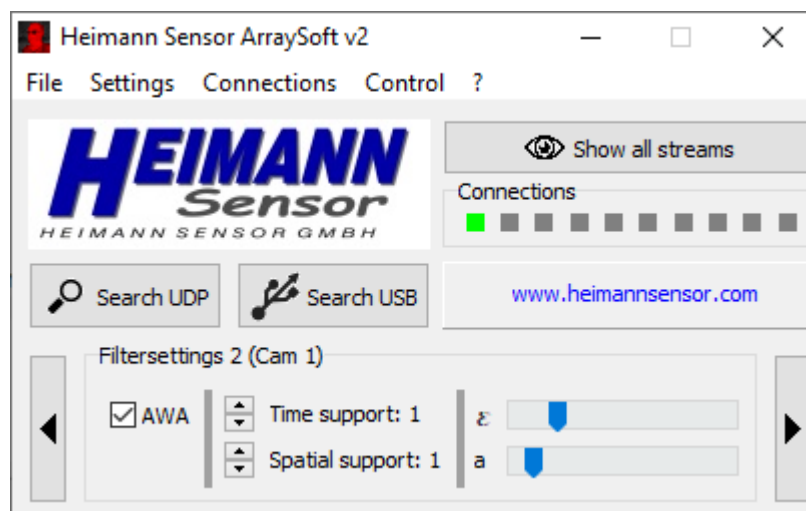 Heimann Sensor ArraySoft v2
File Settings Connections Control ?
HEIMANN
Sensor
HEIMANN SENSOR GMBH
Show all streams
Connections
Search UDP
Search USB
www.heimannsensor.com
Filtersettings 2 (Cam 1)
AWA
Time support: 1
ε
Spatial support: 1
a